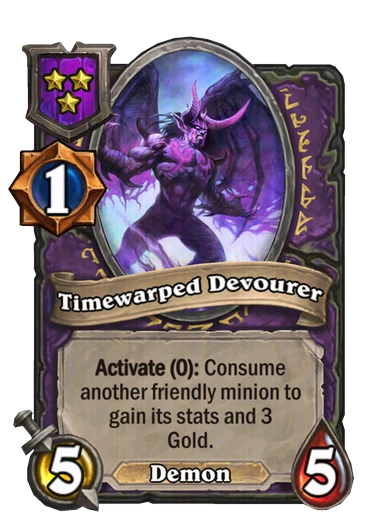 1
Timewarped Devourer
Activate (0): Consume
another friendly minion to
gain its stats and 3
Gold.
5
Demon
5